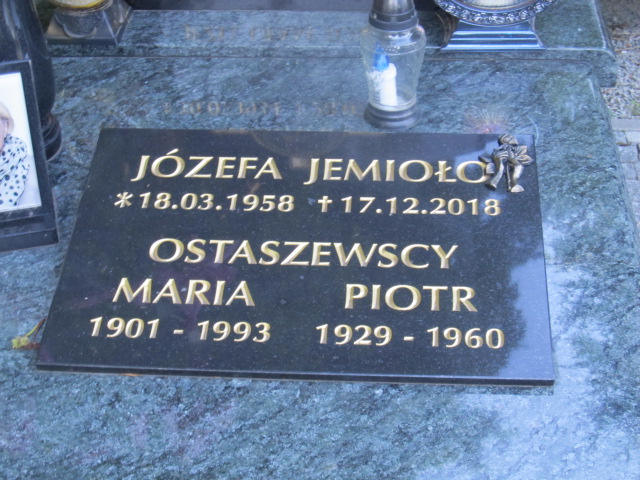 JÓZEFA JEMIOŁO
*18.03.1958 †17.12.2018
OSTASZEWSCY
MARIA PIOTR
1901 - 1993 1929 - 1960